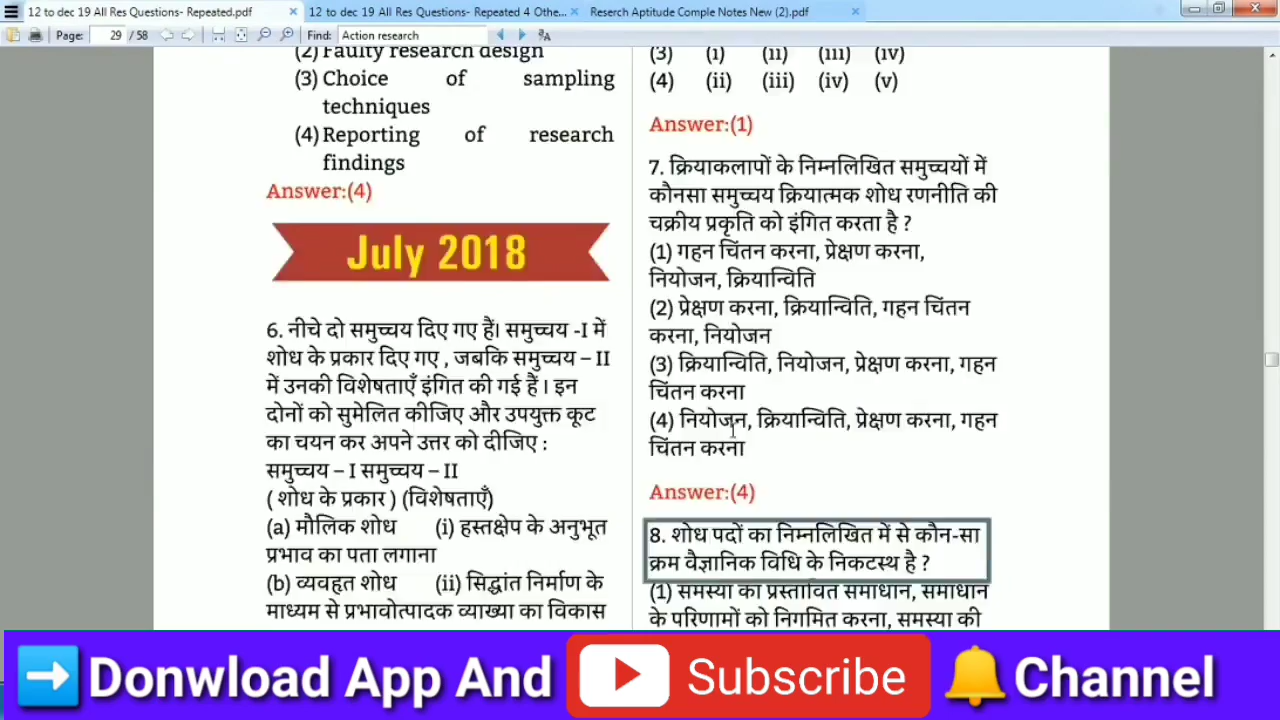 12 to dec 19 All Res Questions- Repeated.pdf
12 to dec 19 All Res Questions- Repeated 4 Othe...
Reserch Aptitude Comple Notes New (2).pdf
Page: 29 / 58 Find: Action research
(2) Faulty research design
(3) Choice of sampling
techniques
(4) Reporting of research
findings
Answer:(4)
July 2018
6. नीचे दो समुच्चय दिए गए हैं। समुच्चय -I में
शोध के प्रकार दिए गए , जबकि समुच्चय – II
में उनकी विशेषताएँ इंगित की गई हैं । इन
दोनों को सुमेलित कीजिए और उपयुक्त कूट
का चयन कर अपने उत्तर को दीजिए :
समुच्चय – I समुच्चय – II
( शोध के प्रकार ) (विशेषताएँ)
(a) मौलिक शोध (i) हस्तक्षेप के अनुभूत
प्रभाव का पता लगाना
(b) व्यवहृत शोध (ii) सिद्धांत निर्माण के
माध्यम से प्रभावोत्पादक व्याख्या का विकास
(3) (i) (ii) (iii) (iv)
(4) (ii) (iii) (iv) (v)
Answer:(1)
7. क्रियाकलापों के निम्नलिखित समुच्चयों में
कौनसा समुच्चय क्रियात्मक शोध रणनीति की
चक्रीय प्रकृति को इंगित करता है ?
(1) गहन चिंतन करना, प्रेक्षण करना,
नियोजन, क्रियान्विति
(2) प्रेक्षण करना, क्रियान्विति, गहन चिंतन
करना, नियोजन
(3) क्रियान्विति, नियोजन, प्रेक्षण करना, गहन
चिंतन करना
(4) नियोजन, क्रियान्विति, प्रेक्षण करना, गहन
चिंतन करना
Answer:(4)
8. शोध पदों का निम्नलिखित में से कौन-सा
क्रम वैज्ञानिक विधि के निकटस्थ है ?
(1) समस्या का प्रस्तावित समाधान, समाधान
के परिणामों को निगमित करना, समस्या की
Donwload App And Subscribe Channel